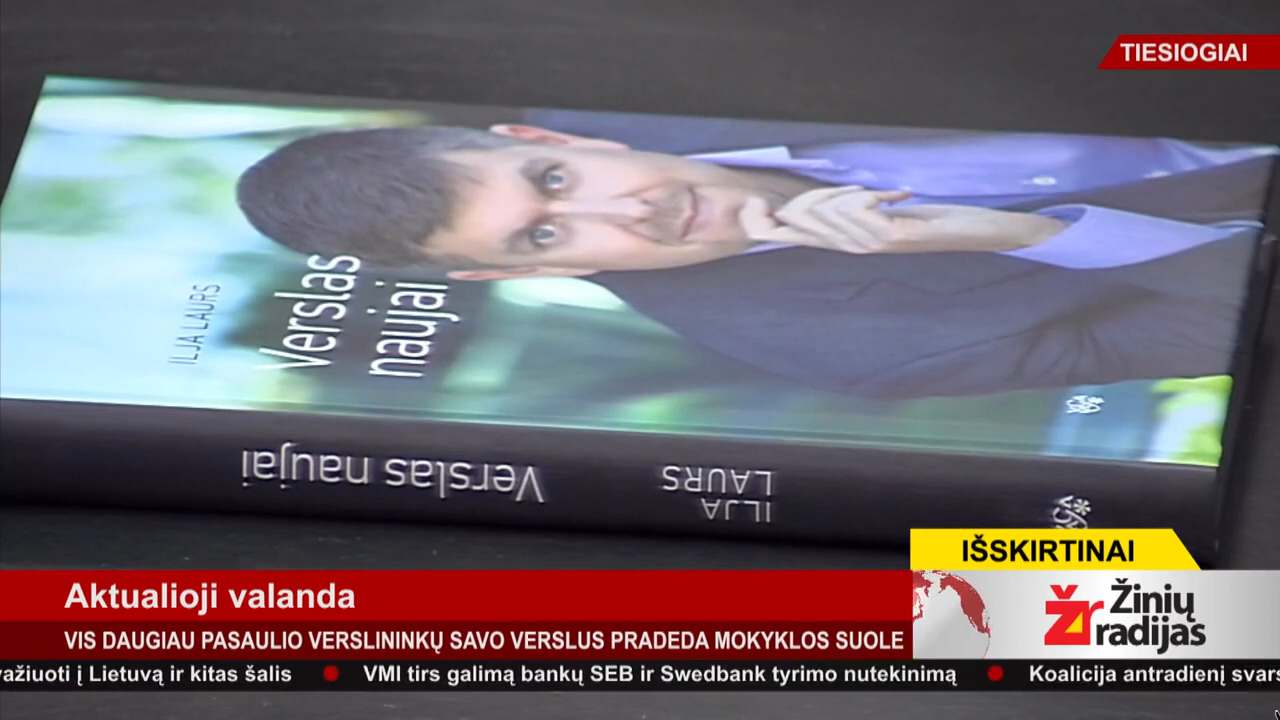 TIESIOGIAI
ILJA LAURS
Verslas
naujai
Verslas naujai
ILJA
LAURS
IŠSKIRTINAI
Aktualioji valanda
VIS DAUGIAU PASAULIO VERSLININKŲ SAVO VERSLUS PRADEDA MOKYKLOS SUOLE
Žr Žinių
radijas
važiuoti į Lietuvą ir kitas šalis • VMI tirs galimą bankų SEB ir Swedbank tyrimo nutekinimą • Koalicija antradienį svars